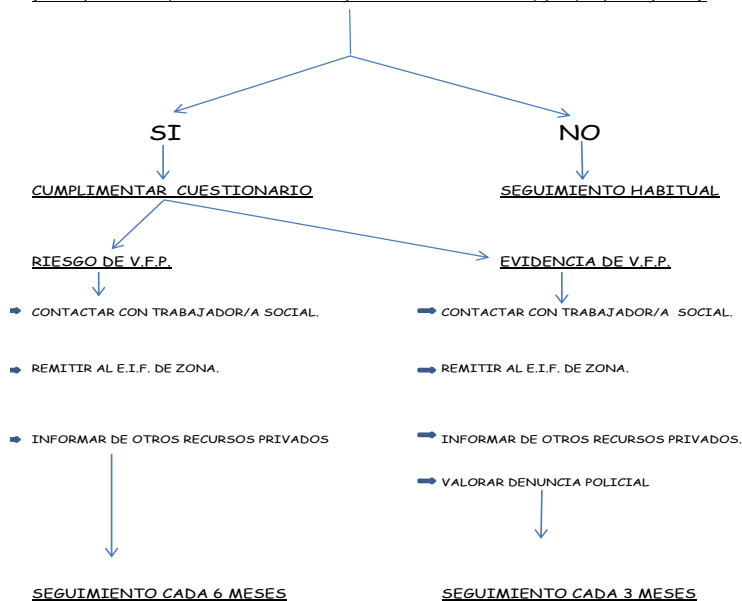 SI
NO
CUMPLIMENTAR CUESTIONARIO
SEGUIMIENTO HABITUAL
RIESGO DE V.F.P.
EVIDENCIA DE V.F.P.
CONTACTAR CON TRABAJADOR/A SOCIAL.
CONTACTAR CON TRABAJADOR/A SOCIAL.
REMITIR AL E.I.F. DE ZONA.
REMITIR AL E.I.F. DE ZONA.
INFORMAR DE OTROS RECURSOS PRIVADOS
INFORMAR DE OTROS RECURSOS PRIVADOS.
VALORAR DENUNCIA POLICIAL
SEGUIMIENTO CADA 6 MESES
SEGUIMIENTO CADA 3 MESES